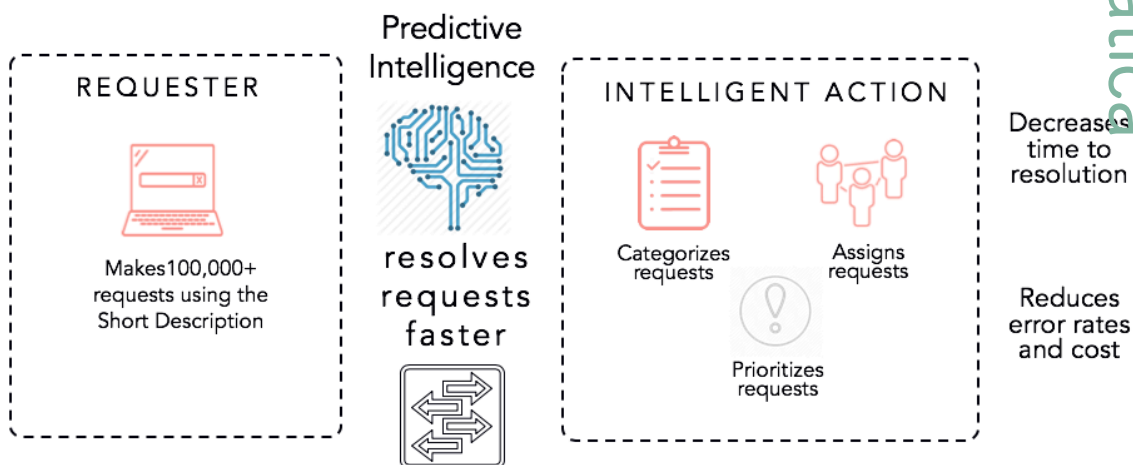 REQUESTER
Makes100,000+
requests using the
Short Description
Predictive
Intelligence
resolves
requests
faster
INTELLIGENT ACTION
Categorizes
requests
Assigns
requests
Prioritizes
requests
Decreases
time to
resolution
Reduces
error rates
and cost